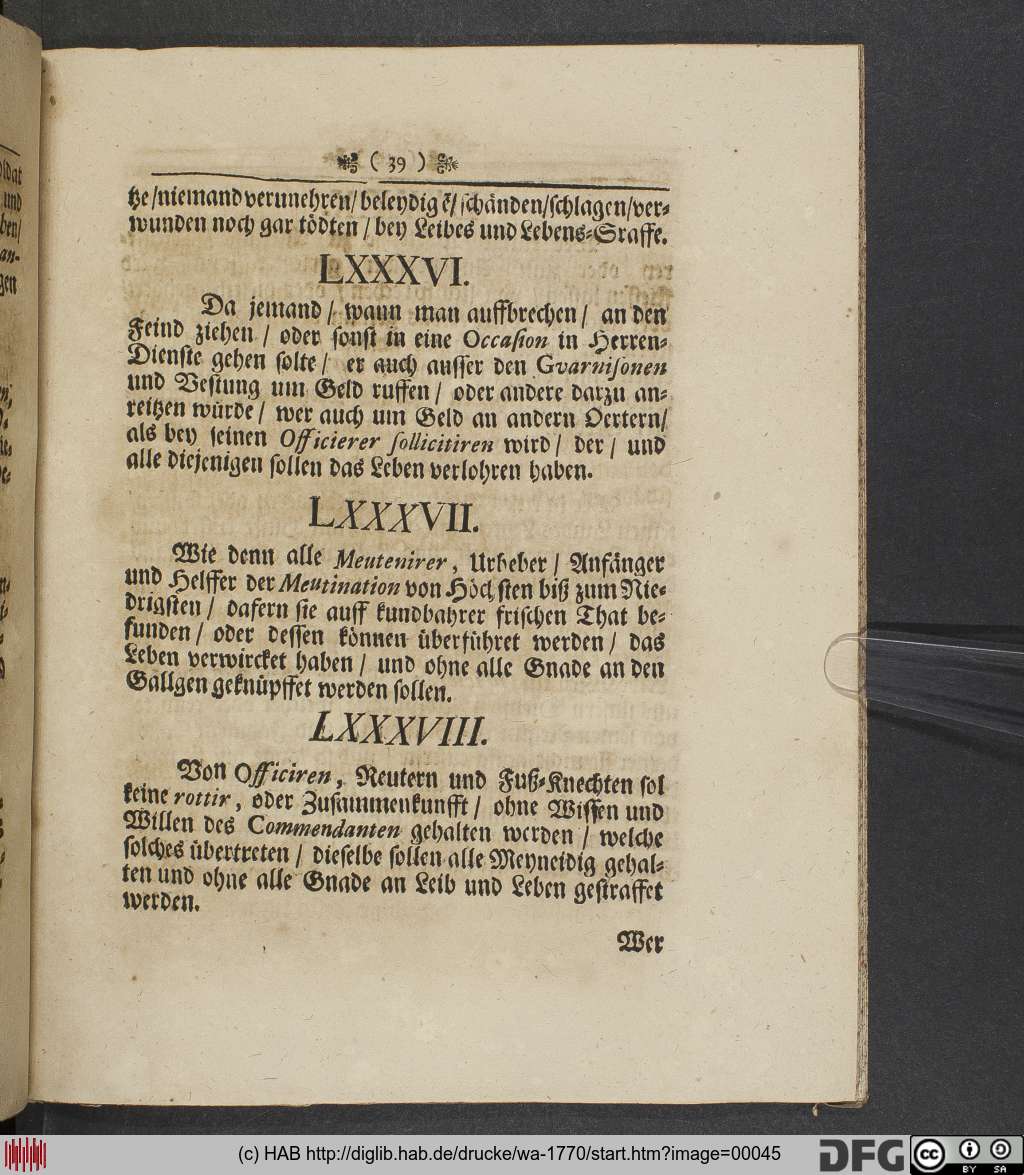 ( 39 )
tze/niemand verunehren/beleydigē/schänden/schlagen/ver-
wunden noch gar tödten / bey Leibes und Lebens-Sraffe.
LXXXVI.
Da jemand / wann man auffbrechen / an den
Feind ziehen / oder sonst in eine Occasion in Herren-
Dienste gehen solte / er auch ausser den Gvarnisonen
und Vestung um Geld ruffen / oder andere darzu an-
reitzen würde / wer auch um Geld an andern Oertern /
als bey seinen Officierer sollicitiren wird / der / und
alle diejenigen sollen das Leben verlohren haben.
LXXXVII.
Wie denn alle Meutenirer, Urheber / Anfänger
und Helffer der Meutination von Höchsten biß zum Nie-
drigsten / dafern sie auff kundbahrer frischen That be-
funden / oder dessen können überführet werden / das
Leben verwircket haben / und ohne alle Gnade an den
Gallgen geknüpffet werden sollen.
LXXXVIII.
Von Officiren, Reutern und Fuß-Knechten sol
keine rottir, oder Zusammenkunfft / ohne Wissen und
Willen des Commendanten gehalten werden / welche
solches übertreten / dieselbe sollen alle Meyneidig gehal-
ten und ohne alle Gnade an Leib und Leben gestraffet
werden.
Wer
(c) HAB http://diglib.hab.de/drucke/wa-1770/start.htm?image=00045
DFG
cc BY SA